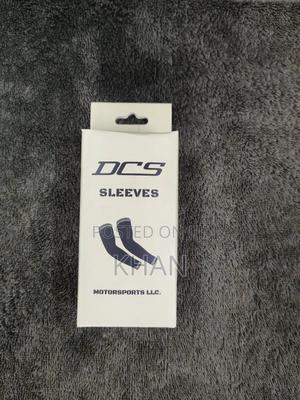 DCS
SLEEVES
POSTED ON
KHAN
MOTORSPORTS LLC.